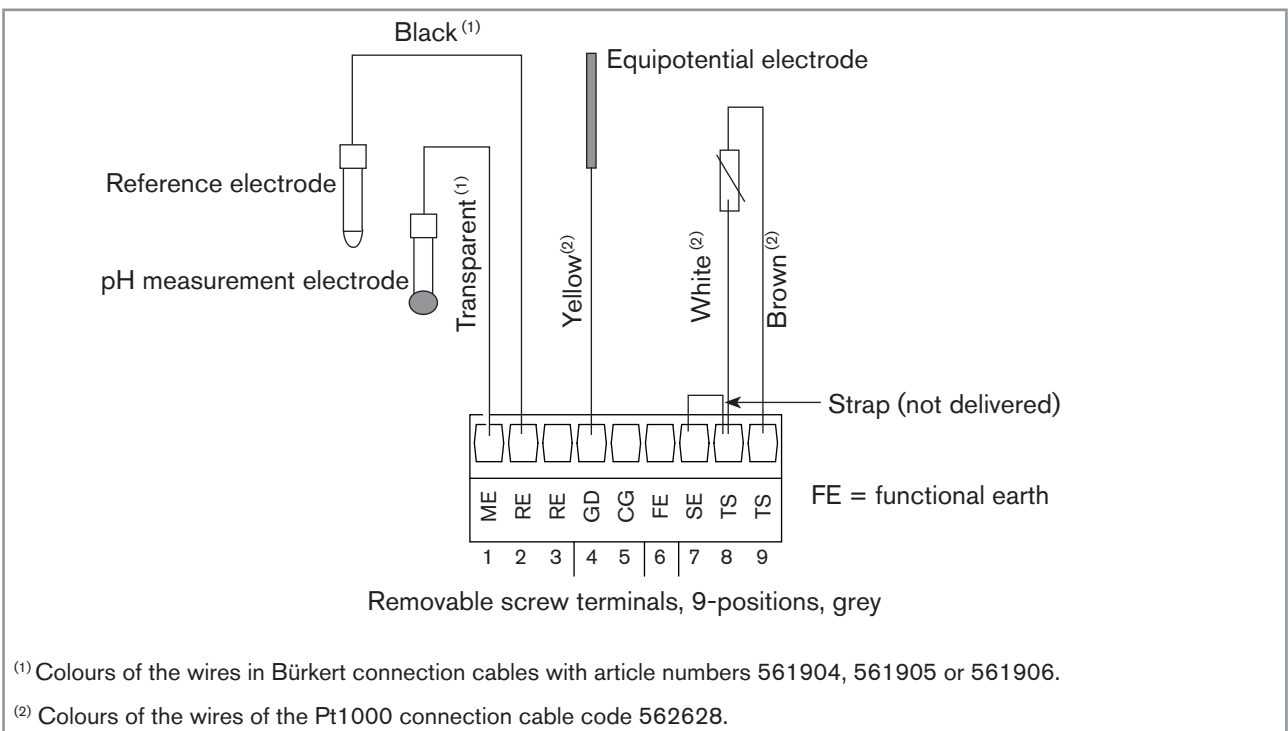 Black (1)
Equipotential electrode
Reference electrode
pH measurement electrode
Transparent (1)
Yellow(2)
White (2)
Brown (2)
Strap (not delivered)
ME RE RE GD CG FE SE TS TS
FE = functional earth
1 2 3 4 5 6 7 8 9
Removable screw terminals, 9-positions, grey
(1) Colours of the wires in Bürkert connection cables with article numbers 561904, 561905 or 561906.
(2) Colours of the wires of the Pt1000 connection cable code 562628.